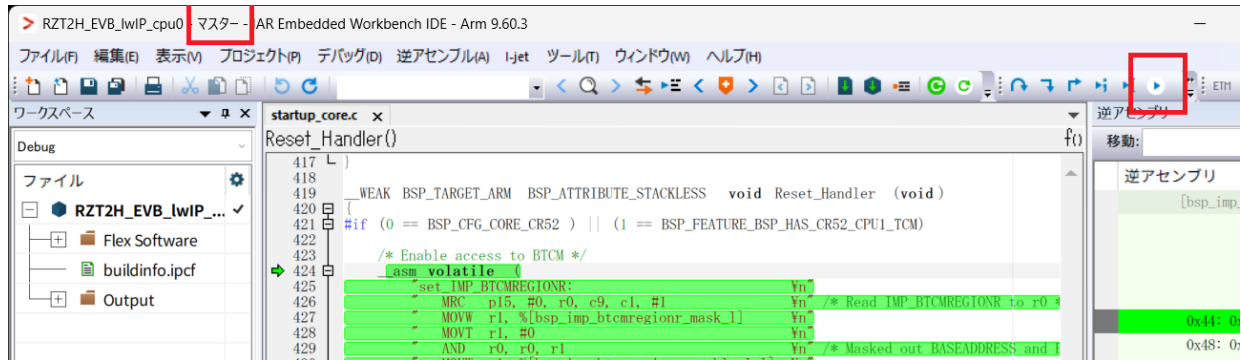 RZT2H_EVB_lwIP_cpu0 - マスター - IAR Embedded Workbench IDE - Arm 9.60.3
ファイル(F) 編集(E) 表示(V) プロジェクト(P) デバッグ(D) 逆アセンブル(A) I-jet ツール(T) ウィンドウ(W) ヘルプ(H)
ETM
ワークスペース
Debug
ファイル
RZT2H_EVB_lwIP_...
Flex Software
buildinfo.ipcf
Output
startup_core.c
Reset_Handler()
f()
417 }
418
419 __WEAK BSP_TARGET_ARM BSP_ATTRIBUTE_STACKLESS void Reset_Handler (void)
420 {
421 #if (0 == BSP_CFG_CORE_CR52 ) || (1 == BSP_FEATURE_BSP_HAS_CR52_CPU1_TCM)
422
423 /* Enable access to BTCM */
424 __asm volatile (
425 "set_IMP_BTCMREGIONR: ¥n"
426 " MRC p15, #0, r0, c9, c1, #1 ¥n" /* Read IMP_BTCMREGIONR to r0 *
427 " MOVW r1, %[bsp_imp_btcmregionr_mask_l] ¥n"
428 " MOVT r1, #0 ¥n"
429 " AND r0, r0, r1 ¥n" /* Masked out BASEADDRESS and
逆アセンブリ
移動:
逆アセンブリ
[bsp_imp_
0x44:
0x48: